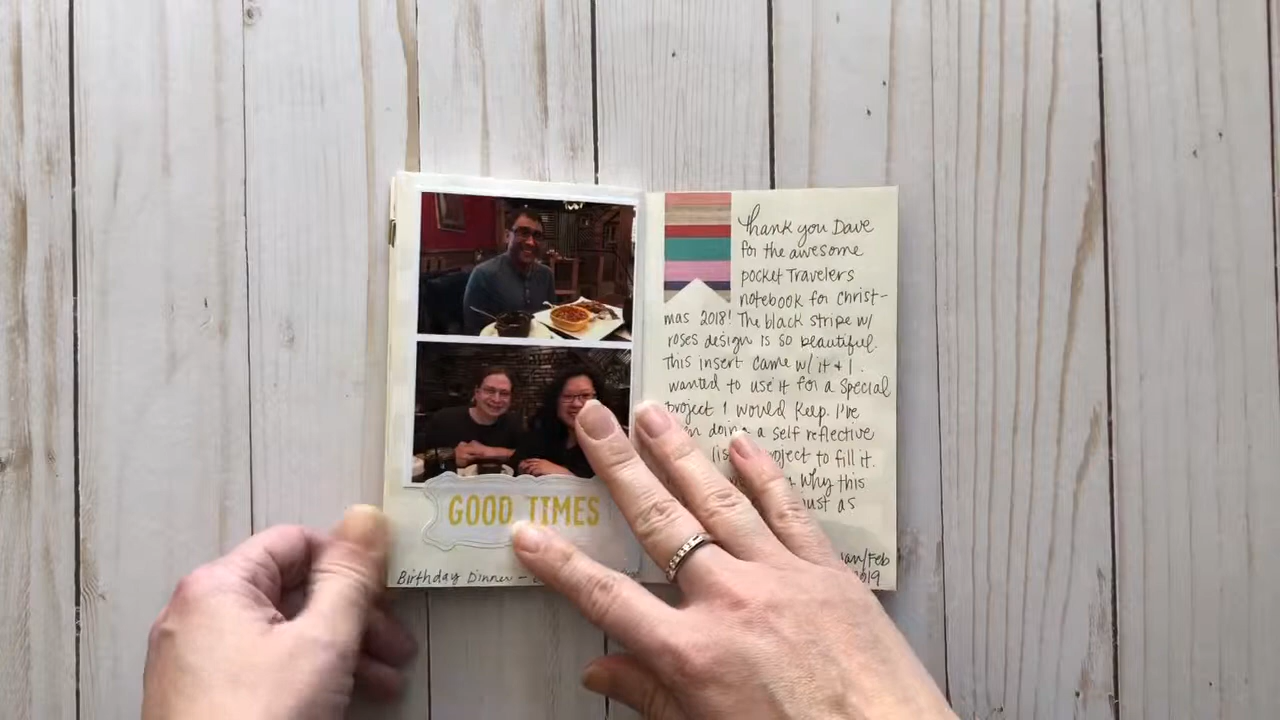 GOOD TIMES
Birthday Dinner –
Thank you Dave
for the awesome
pocket Travelers
notebook for Christ-
mas 2018! The black stripe w/
roses design is so beautiful.
This insert came w/ it + I
wanted to use it for a special
project I would keep. I've
doing a self reflective
project to fill it.
why this
just as
Jan/Feb